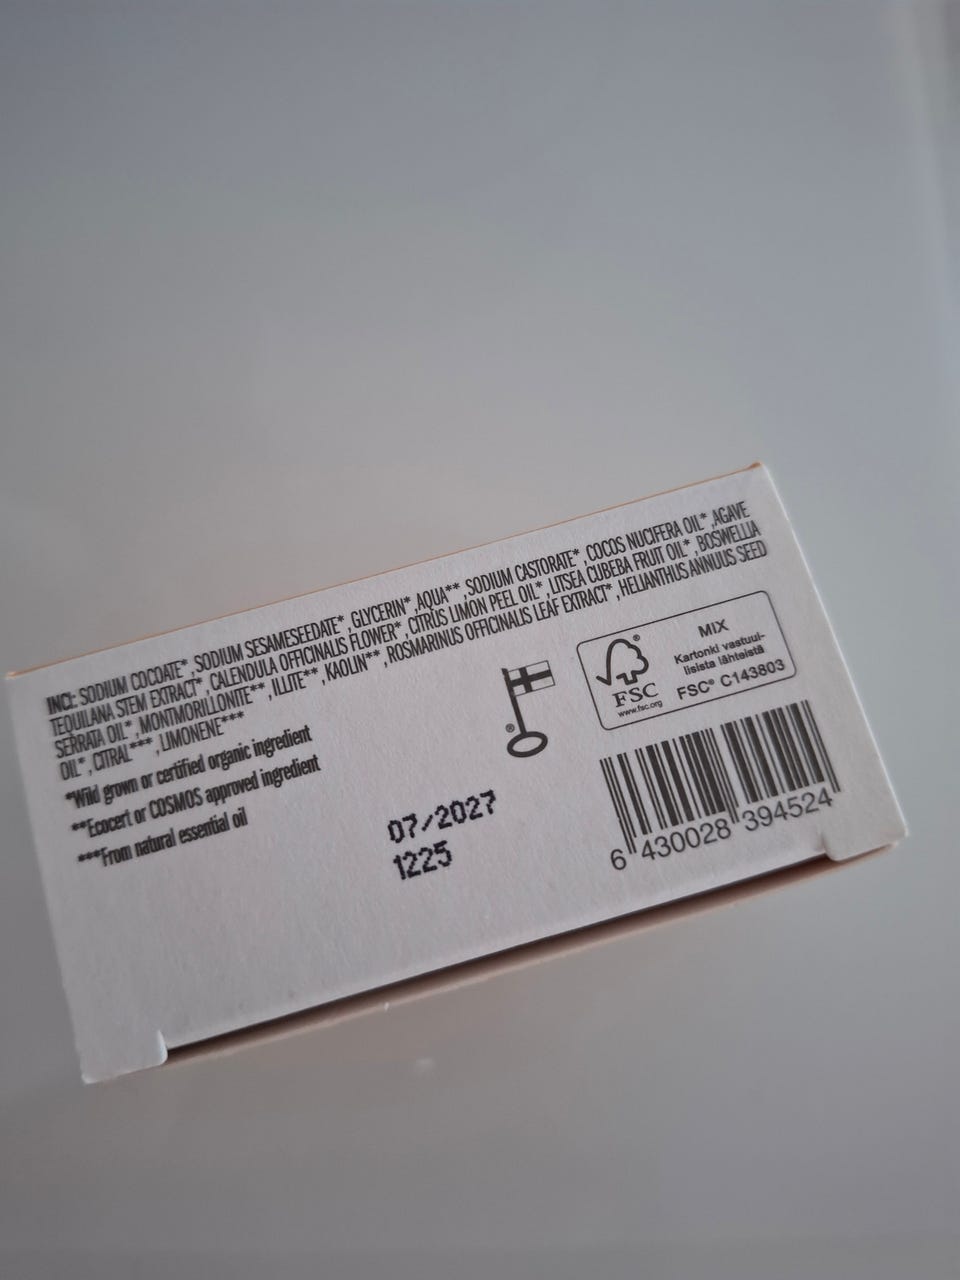 INCI: SODIUM COCOATE* ,SODIUM SESAMESEEDATE* ,GLYCERIN* ,AQUA** ,SODIUM CASTORATE* ,COCOS NUCIFERA OIL* ,AGAVE
TEQUILANA STEM EXTRACT* ,CALENDULA OFFICINALIS FLOWER* ,CITRUS LIMON PEEL OIL* ,LITSEA CUBEBA FRUIT OIL* ,BOSWELLIA
SERRATA OIL* ,MONTMORILLONITE** ,ILLITE** ,KAOLIN** ,ROSMARINUS OFFICINALIS LEAF EXTRACT* ,HELIANTHUS ANNUUS SEED
OIL* ,CITRAL*** ,LIMONENE***
*Wild grown or certified organic ingredient
**Ecocert or COSMOS approved ingredient
***From natural essential oil
07/2027
1225
®
®
FSC
www.fsc.org
MIX
Kartonki vastuul-
lisista lähteistä
FSC® C143803
6 430028 394524